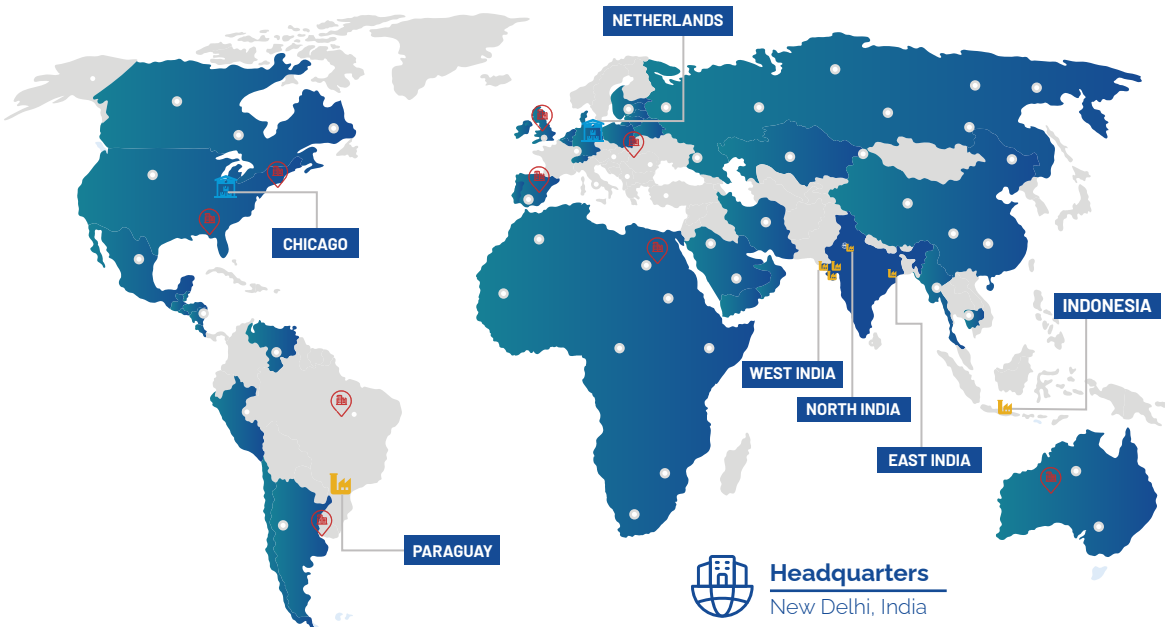 NETHERLANDS
CHICAGO
INDONESIA
WEST INDIA
NORTH INDIA
EAST INDIA
PARAGUAY
Headquarters
New Delhi, India